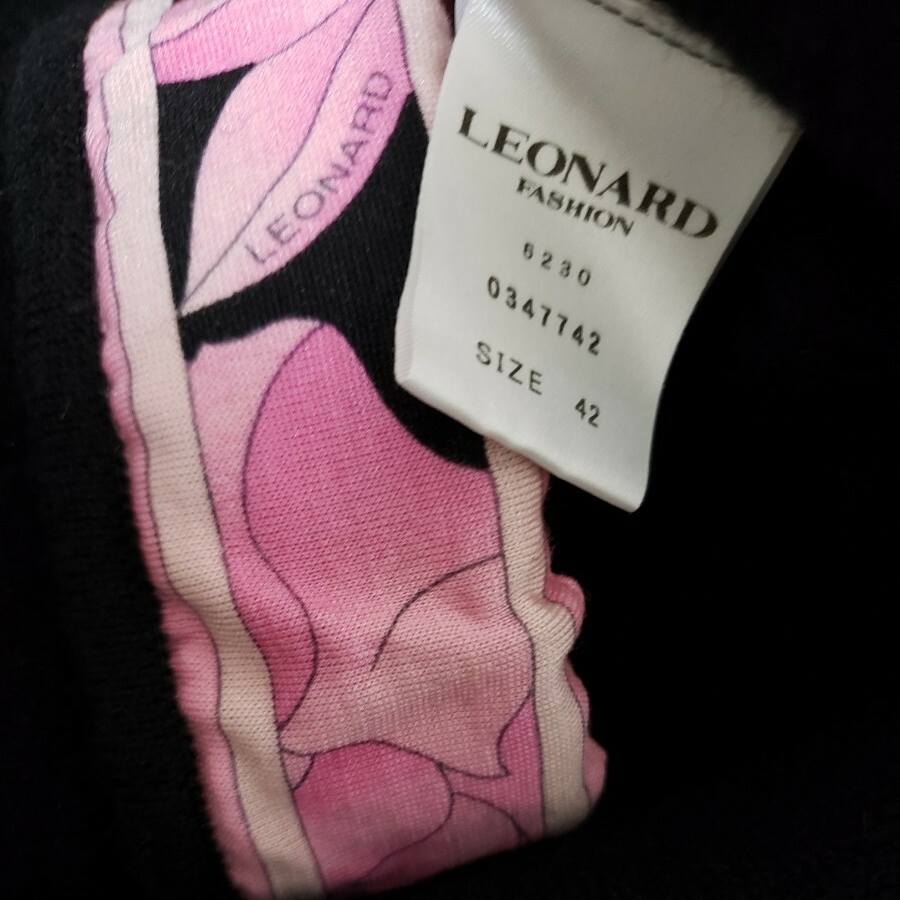 LEONARD
LEONARD
FASHION
6230
0347742
SIZE 42